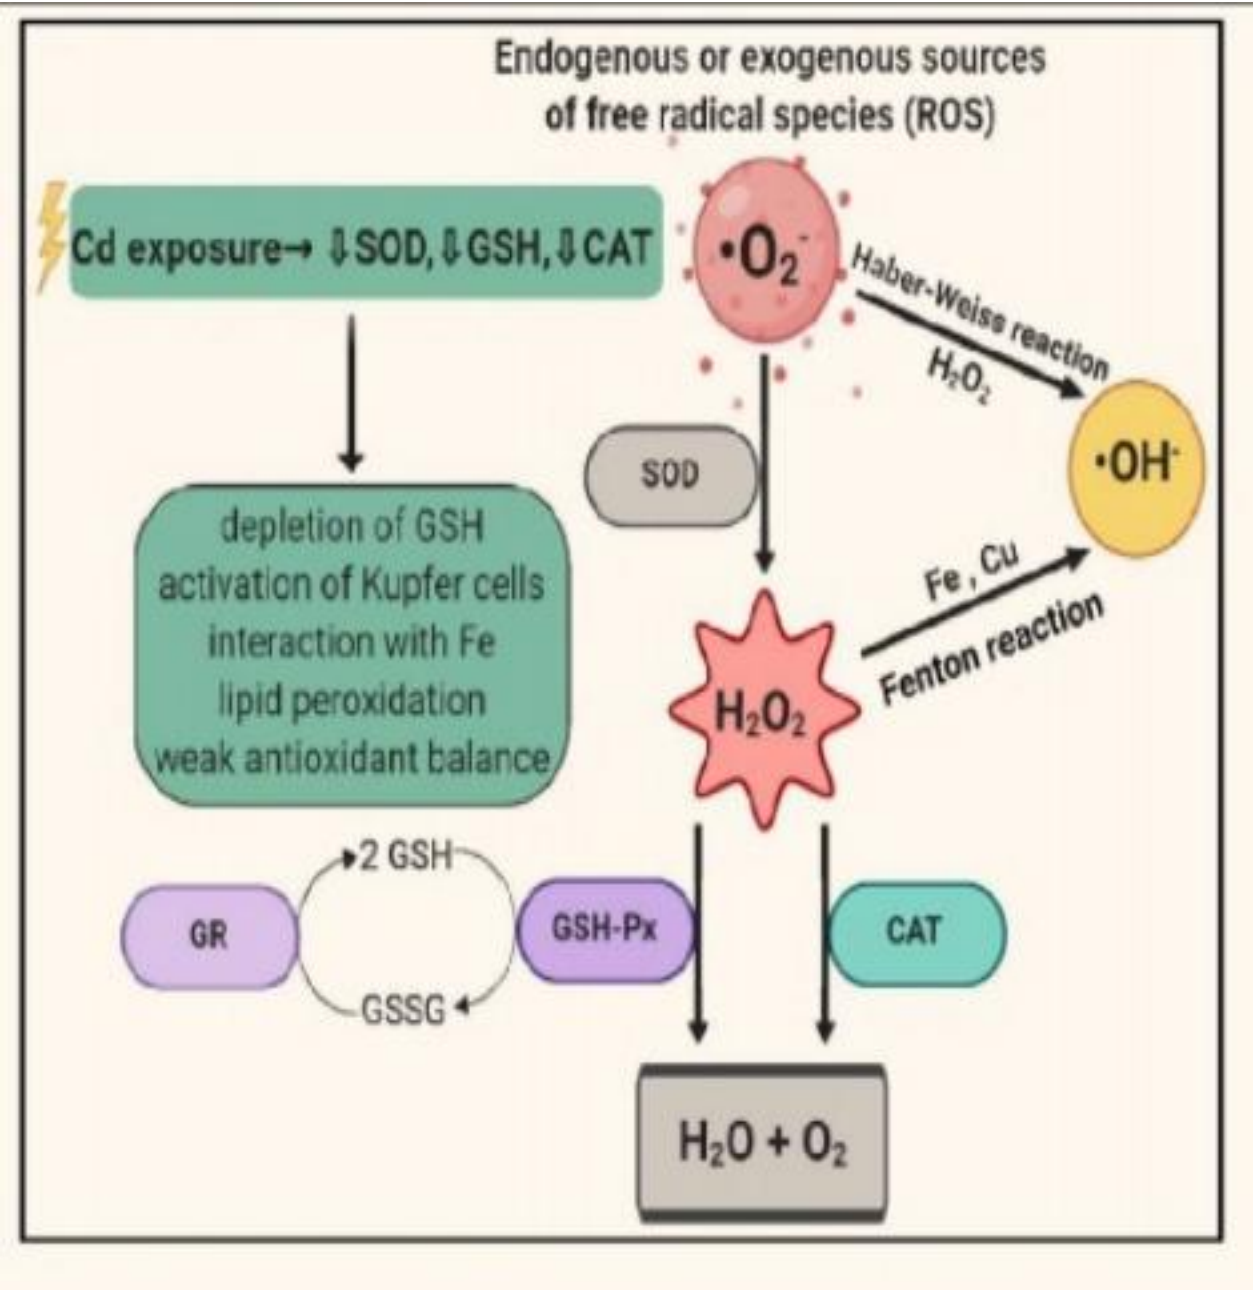 Endogenous or exogenous sources
of free radical species (ROS)
Cd exposure→ ⇩SOD,⇩GSH,⇩CAT
•O₂⁻
Haber-Weiss reaction
H₂O₂
•OH⁻
SOD
depletion of GSH
activation of Kupfer cells
interaction with Fe
lipid peroxidation
weak antioxidant balance
Fe , Cu
Fenton reaction
H₂O₂
2 GSH
GR
GSH-Px
CAT
GSSG
H₂O + O₂